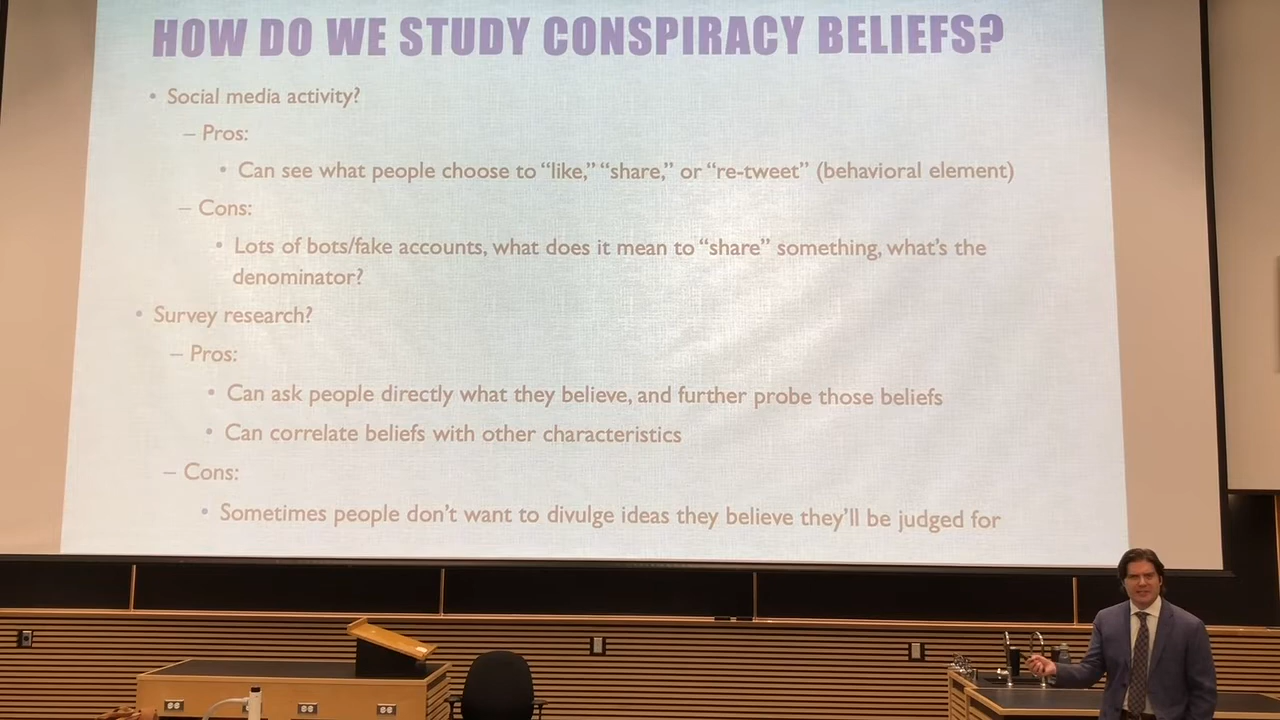 HOW DO WE STUDY CONSPIRACY BELIEFS?
• Social media activity?
– Pros:
• Can see what people choose to “like,” “share,” or “re-tweet” (behavioral element)
– Cons:
• Lots of bots/fake accounts, what does it mean to “share” something, what’s the
denominator?
• Survey research?
– Pros:
• Can ask people directly what they believe, and further probe those beliefs
• Can correlate beliefs with other characteristics
– Cons:
• Sometimes people don’t want to divulge ideas they believe they’ll be judged for